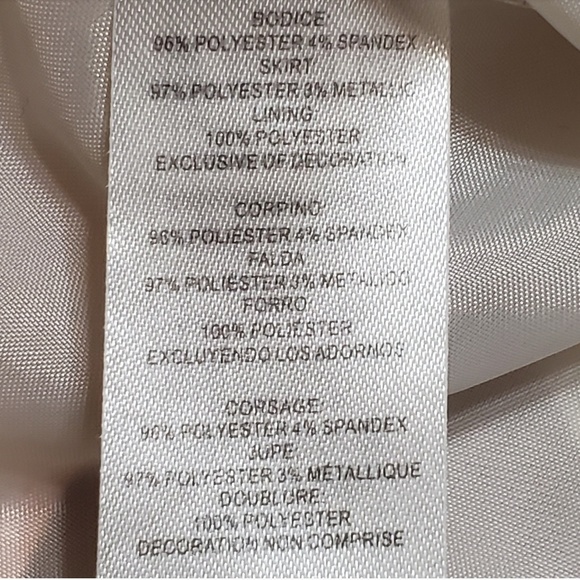 BODICE:
96% POLYESTER 4% SPANDEX
SKIRT
97% POLYESTER 3% METALLIC
LINING
100% POLYESTER
EXCLUSIVE OF DECORATION
CORPINO
96% POLIESTER 4% SPANDEX
FALDA
97% POLIESTER 3% METALICO
FORRO
100% POLIESTER
EXCLUYENDO LOS ADORNOS
CORSAGE:
96% POLYESTER 4% SPANDEX
JUPE:
97% POLYESTER 3% MÉTALLIQUE
DOUBLURE:
100% POLYESTER
DECORATION NON COMPRISE